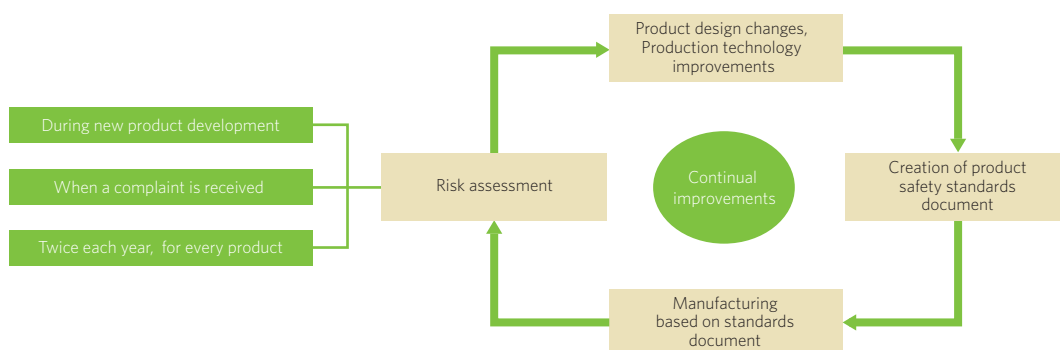 Product design changes,
Production technology
improvements
During new product development
When a complaint is received
Twice each year, for every product
Risk assessment
Continual
improvements
Creation of product
safety standards
document
Manufacturing
based on standards
document